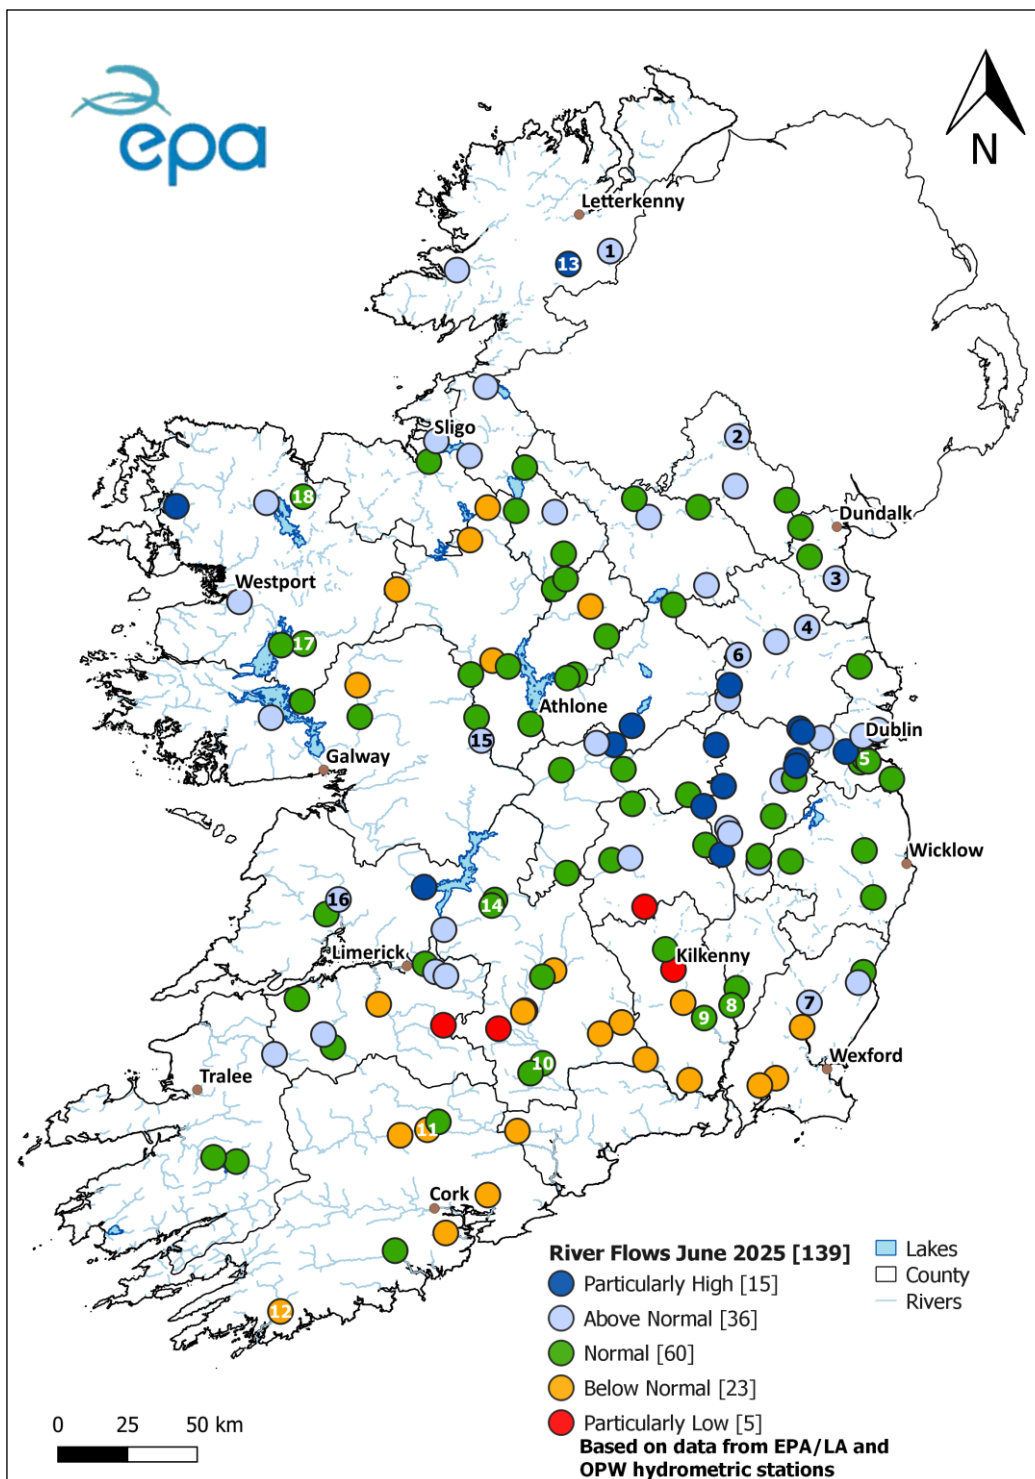 epa
N
Letterkenny
1
13
2
Sligo
18
Dundalk
3
Westport
4
17
6
Athlone
Dublin
15
5
Galway
Wicklow
16
14
Limerick
Kilkenny
7
8
9
10
Wexford
Tralee
11
Cork
12
River Flows June 2025 [139]
Particularly High [15]
Above Normal [36]
Normal [60]
Below Normal [23]
Particularly Low [5]
Based on data from EPA/LA and
OPW hydrometric stations
Lakes
County
Rivers
0 25 50 km